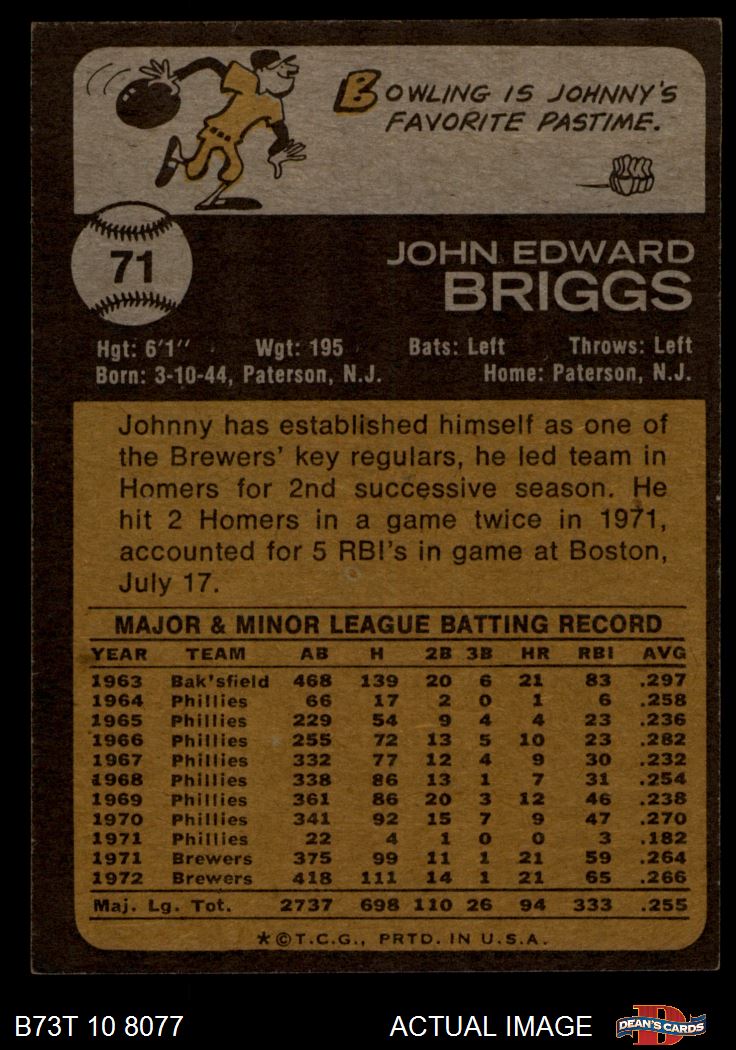 BOWLING IS JOHNNY'S
FAVORITE PASTIME.
71
JOHN EDWARD
BRIGGS
Hgt: 6'1" Wgt: 195 Bats: Left Throws: Left
Born: 3-10-44, Paterson, N.J. Home: Paterson, N.J.
Johnny has established himself as one of
the Brewers' key regulars, he led team in
Homers for 2nd successive season. He
hit 2 Homers in a game twice in 1971,
accounted for 5 RBI's in game at Boston,
July 17.
MAJOR & MINOR LEAGUE BATTING RECORD
YEAR TEAM AB H 2B 3B HR RBI AVG
1963 Bak'sfield 468 139 20 6 21 83 .297
1964 Phillies 66 17 2 0 1 6 .258
1965 Phillies 229 54 9 4 4 23 .236
1966 Phillies 255 72 13 5 10 23 .282
1967 Phillies 332 77 12 4 9 30 .232
1968 Phillies 338 86 13 1 7 31 .254
1969 Phillies 361 86 20 3 12 46 .238
1970 Phillies 341 92 15 7 9 47 .270
1971 Phillies 22 4 1 0 0 3 .182
1971 Brewers 375 99 11 1 21 59 .264
1972 Brewers 418 111 14 1 21 65 .266
Maj. Lg. Tot. 2737 698 110 26 94 333 .255
*©T.C.G., PRTD. IN U.S.A.
B73T 10 8077 ACTUAL IMAGE DEAN'S CARDS